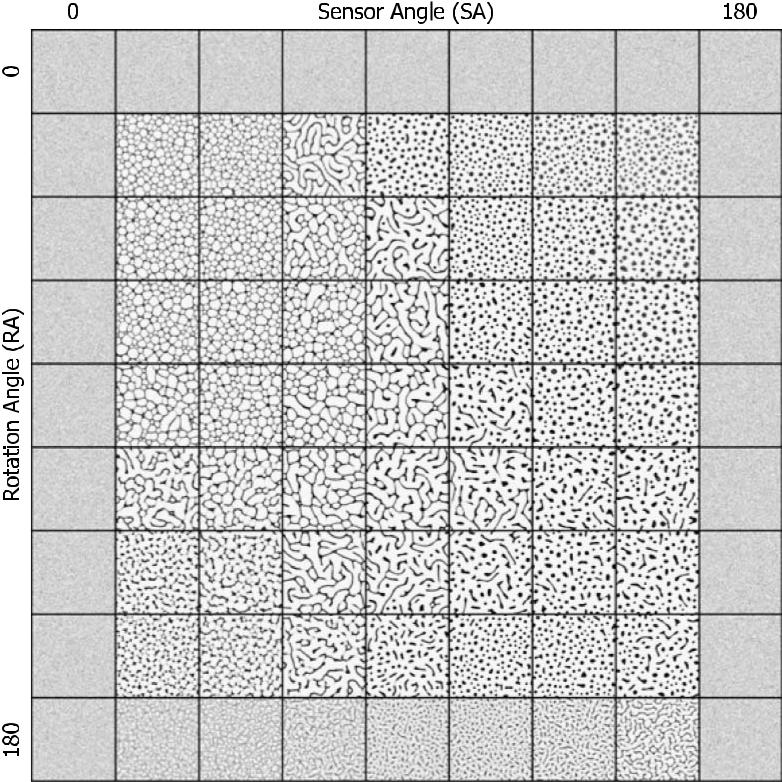 0 Sensor Angle (SA) 180
0
Rotation Angle (RA)
180